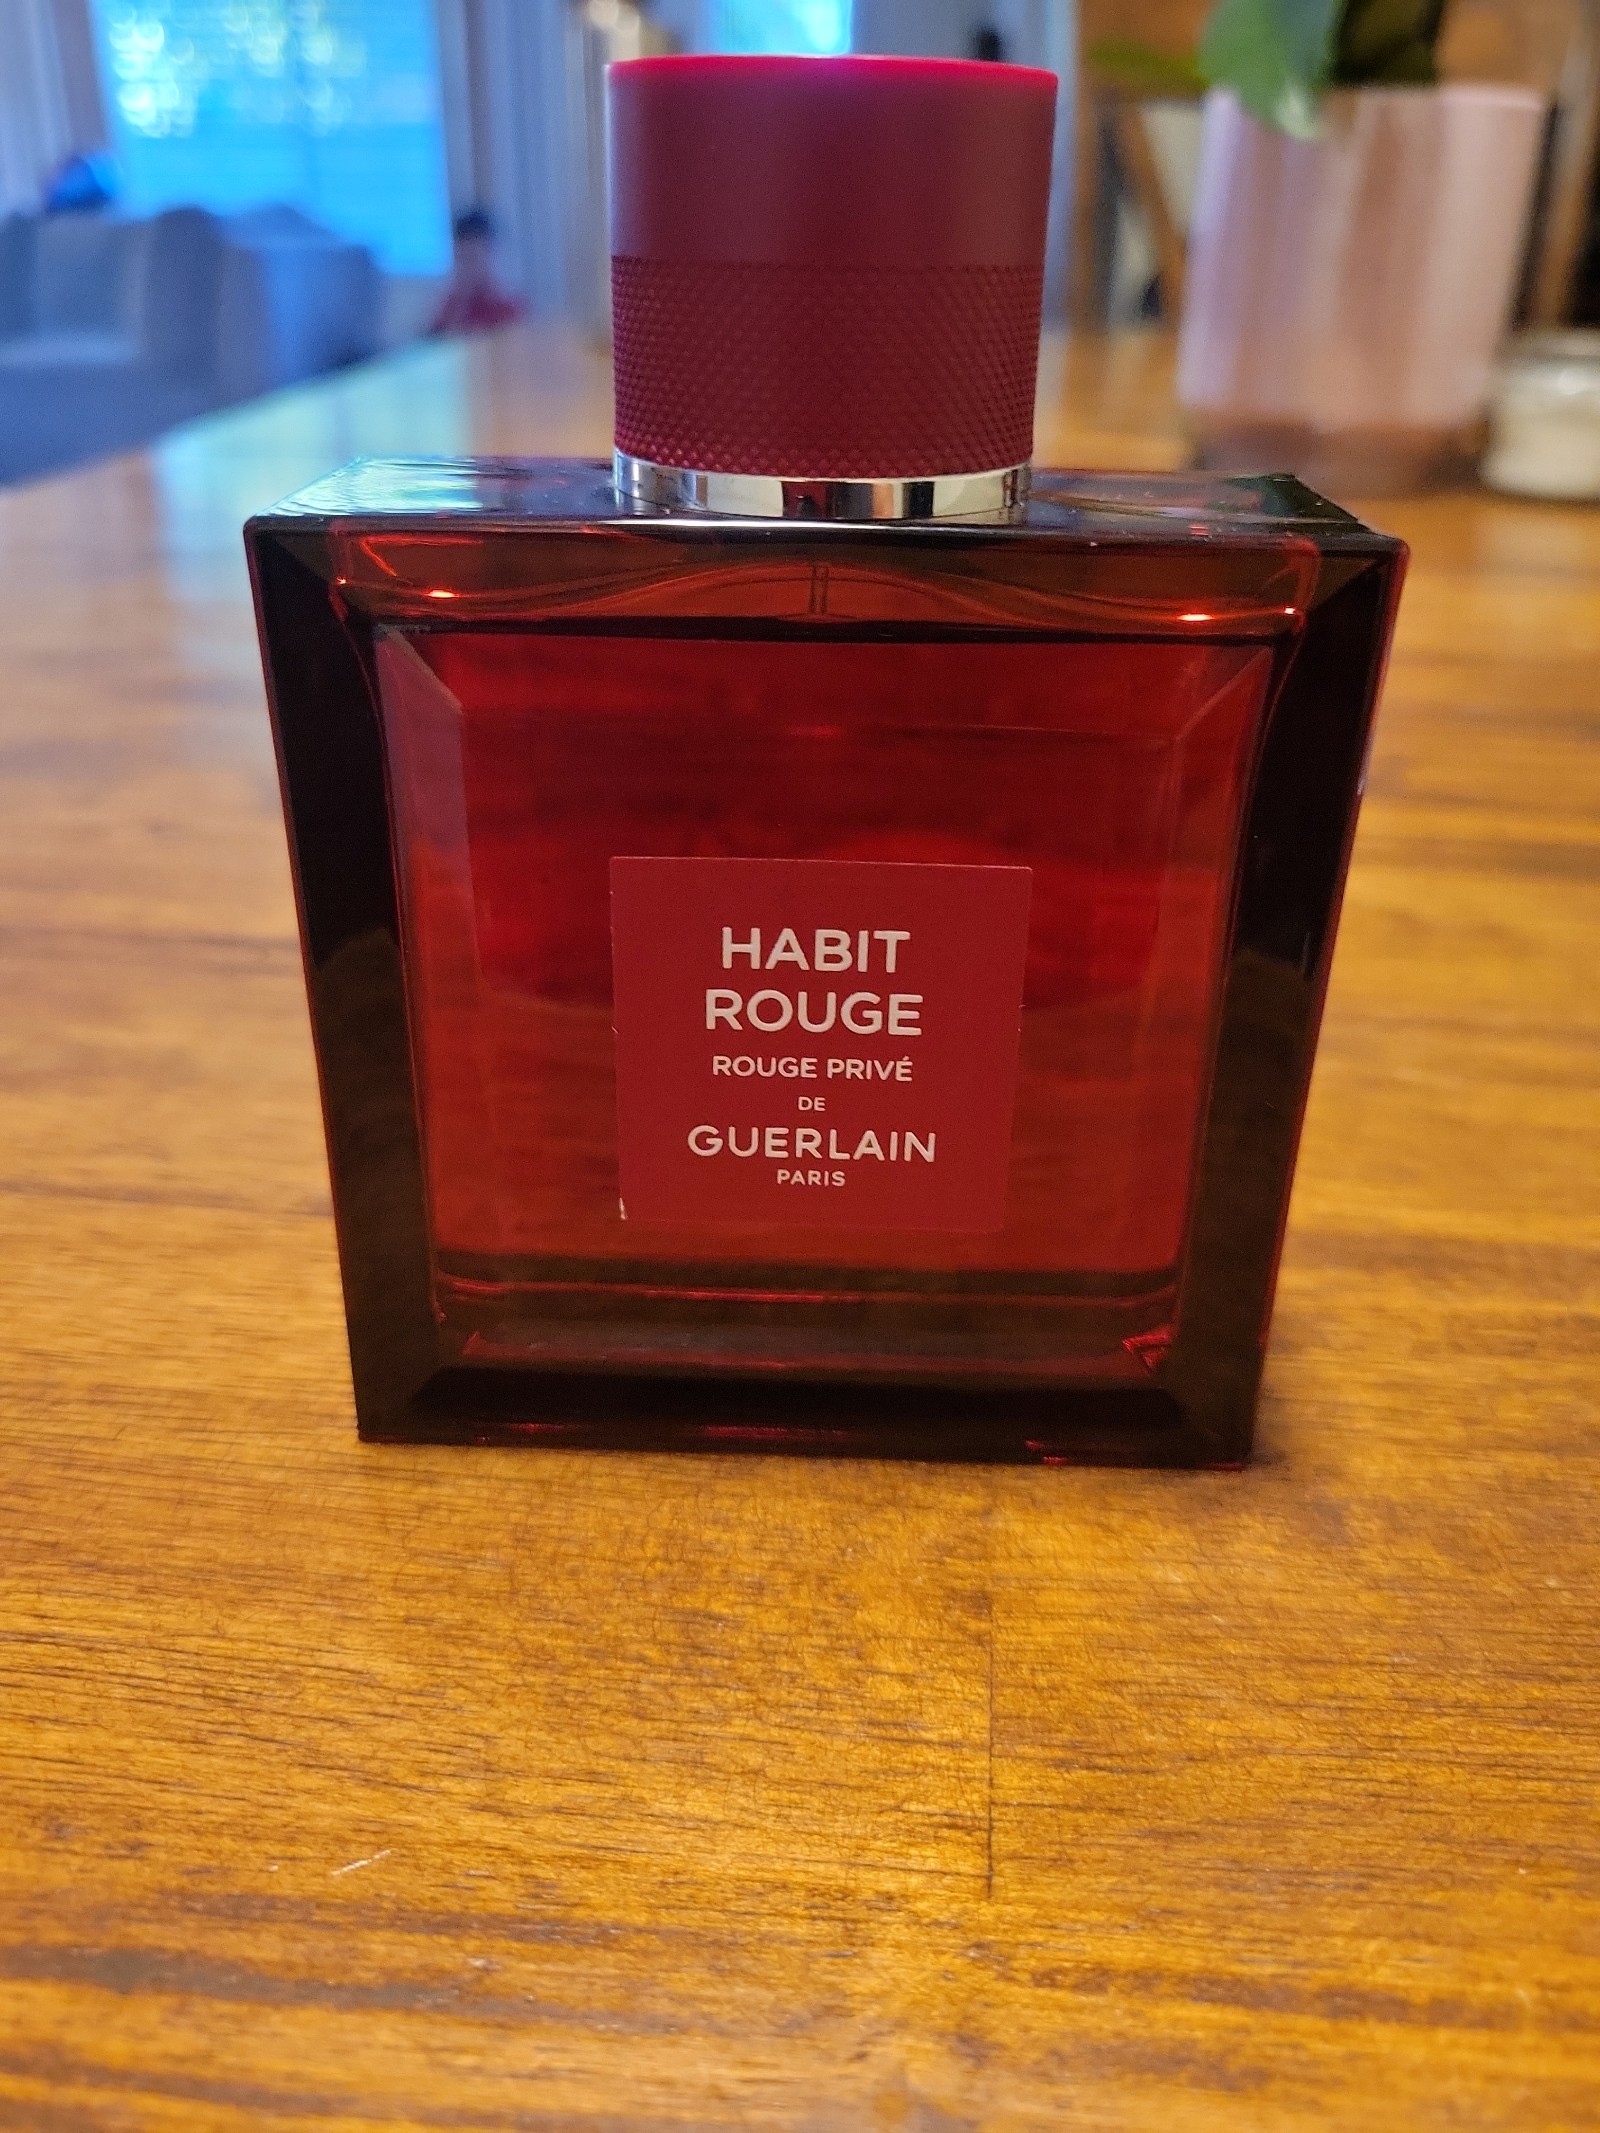 HABIT
ROUGE
ROUGE PRIVÉ
DE
GUERLAIN
PARIS